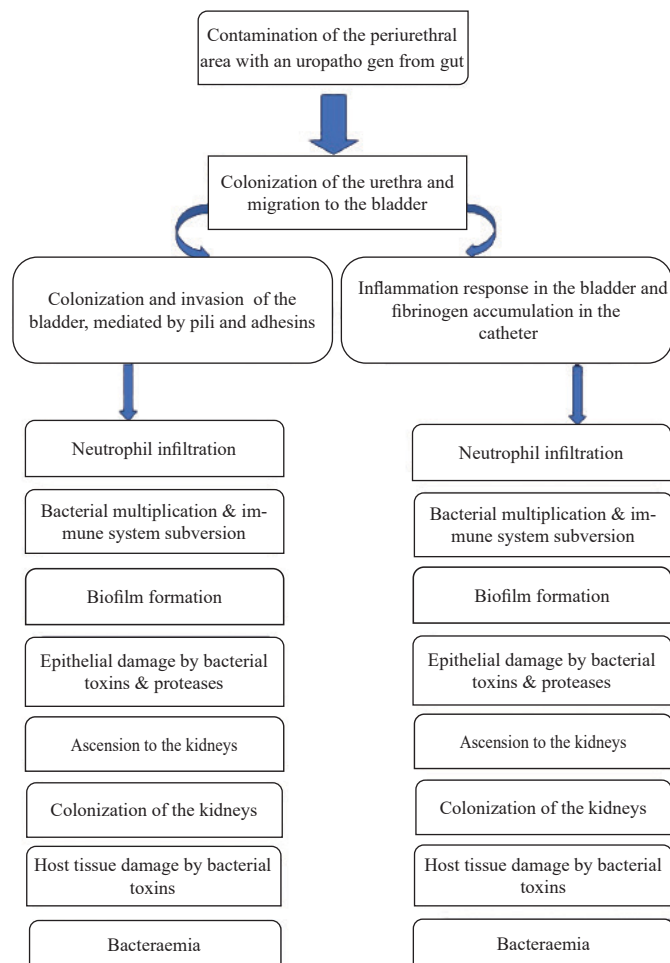 Contamination of the periurethral
area with an uropatho gen from gut
Colonization of the urethra and
migration to the bladder
Colonization and invasion of the
bladder, mediated by pili and adhesins
Inflammation response in the bladder and
fibrinogen accumulation in the
catheter
Neutrophil infiltration
Bacterial multiplication & im-
mune system subversion
Biofilm formation
Epithelial damage by bacterial
toxins & proteases
Ascension to the kidneys
Colonization of the kidneys
Host tissue damage by bacterial
toxins
Bacteraemia
Neutrophil infiltration
Bacterial multiplication & im-
mune system subversion
Biofilm formation
Epithelial damage by bacterial
toxins & proteases
Ascension to the kidneys
Colonization of the kidneys
Host tissue damage by bacterial
toxins
Bacteraemia